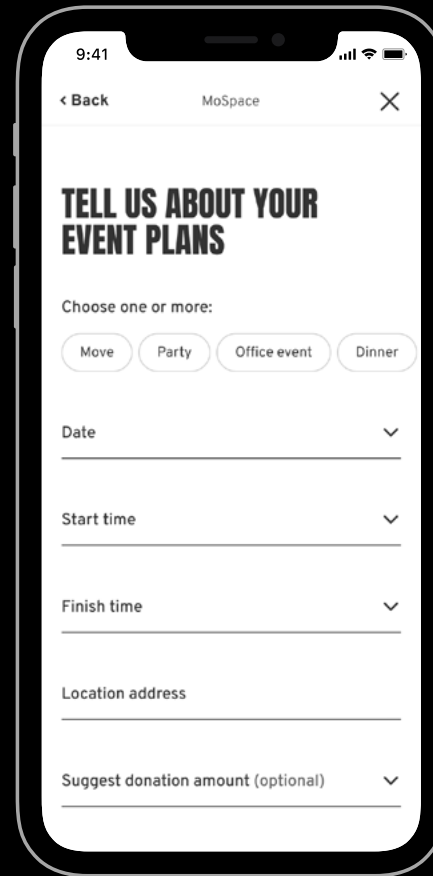 9:41
< Back MoSpace
TELL US ABOUT YOUR
EVENT PLANS
Choose one or more:
Move Party Office event Dinner
Date
Start time
Finish time
Location address
Suggest donation amount (optional)